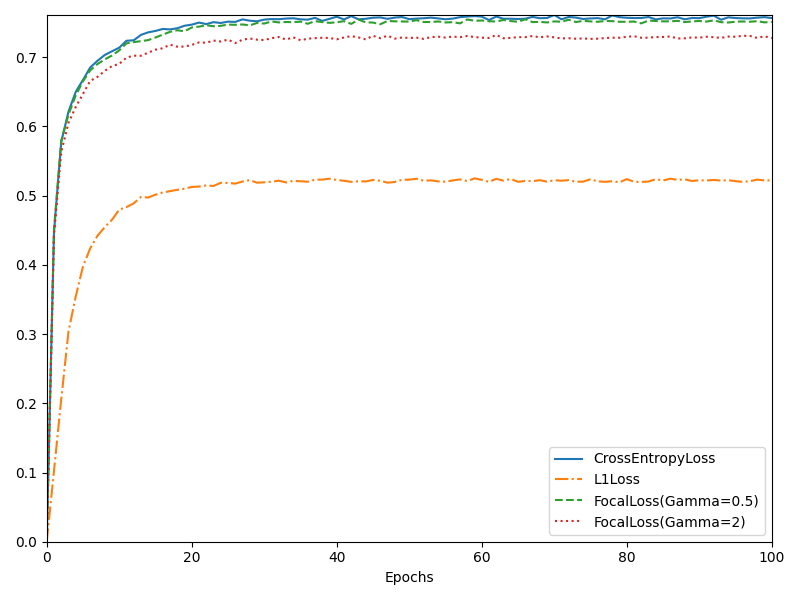 0.7
0.6
0.5
0.4
0.3
0.2
0.1
0.0
0 20 40 60 80 100
Epochs
CrossEntropyLoss
L1Loss
FocalLoss(Gamma=0.5)
FocalLoss(Gamma=2)